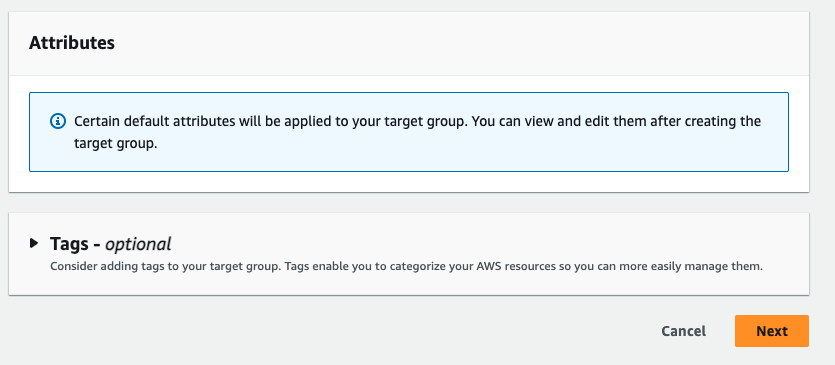 Attributes
Certain default attributes will be applied to your target group. You can view and edit them after creating the
target group.
Tags - optional
Consider adding tags to your target group. Tags enable you to categorize your AWS resources so you can more easily manage them.
Cancel
Next